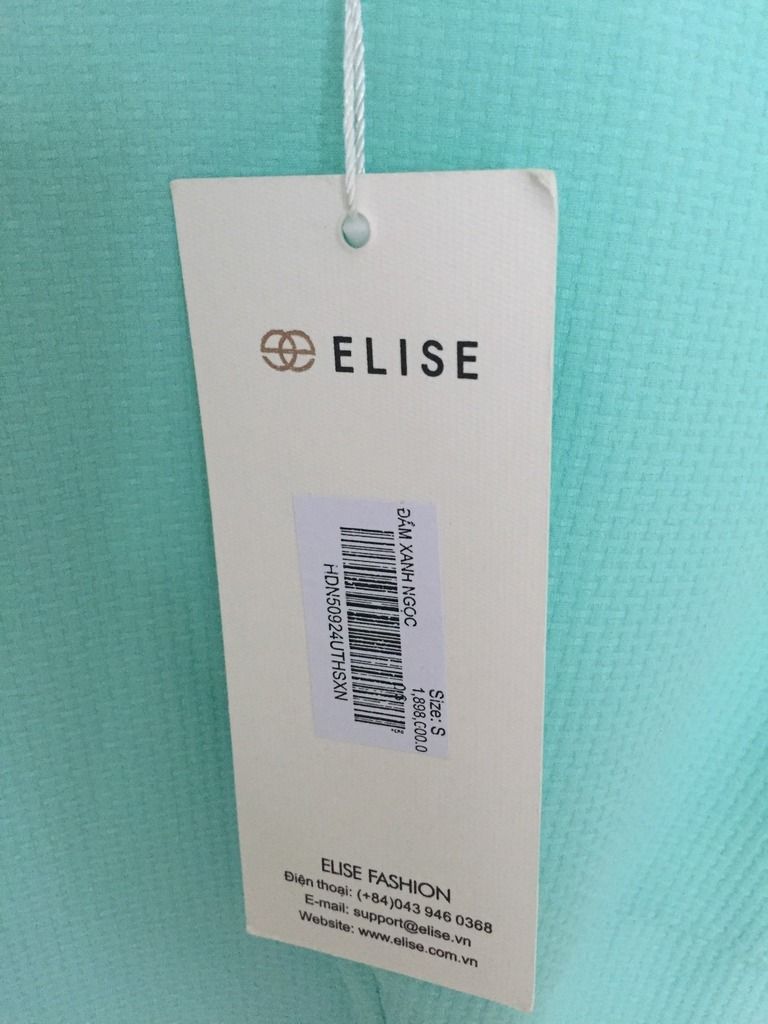 ELISE
ĐẦM XANH NGỌC
Size: S
1,898,000.0
HDN50924UTHSXN
ELISE FASHION
Điện thoại: (+84)043 946 0368
E-mail: support@elise.vn
Website: www.elise.com.vn